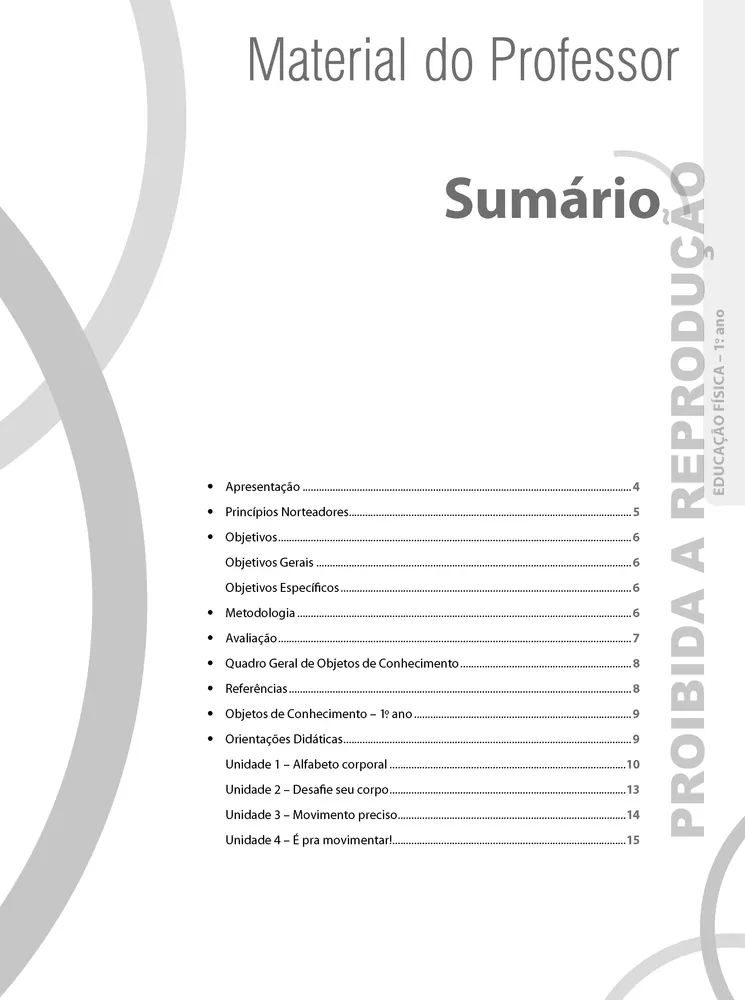 Material do Professor
Sumário
PROIBIDA A REPRODUÇÃO
EDUCAÇÃO FÍSICA – 1º. ano
• Apresentação ........ 4
• Princípios Norteadores........ 5
• Objetivos........ 6
Objetivos Gerais ........ 6
Objetivos Específicos ........ 6
• Metodologia ........ 6
• Avaliação ........ 7
• Quadro Geral de Objetos de Conhecimento ........ 8
• Referências ........ 8
• Objetos de Conhecimento – 1º. ano ........ 9
• Orientações Didáticas........ 9
Unidade 1 – Alfabeto corporal ........ 10
Unidade 2 – Desafie seu corpo ........ 13
Unidade 3 – Movimento preciso........ 14
Unidade 4 – É pra movimentar!........ 15